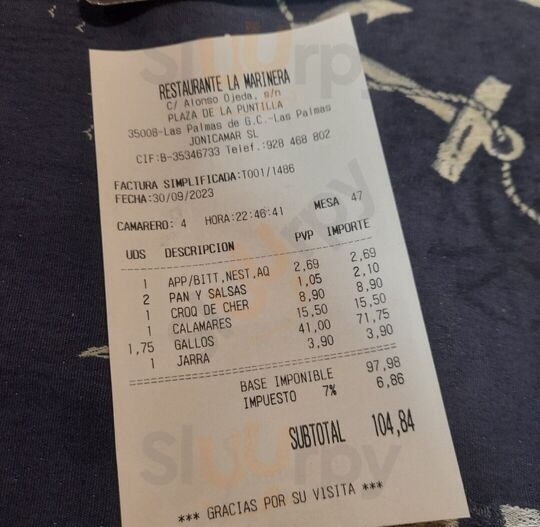 RESTAURANTE LA MARINERA
C/ Alonso Ojeda, s/n
PLAZA DE LA PUNTILLA
35008-Las Palmas de G.C.-Las Palmas
JONICAMAR SL
CIF:B-35346733 Telef.:928 468 802
FACTURA SIMPLIFICADA:T001/1486
FECHA:30/09/2023
CAMARERO: 4 HORA:22:46:41 MESA 47
UDS DESCRIPCION PVP IMPORTE
1 APP/BITT,NEST,AQ 2,69 2,69
2 PAN Y SALSAS 1,05 2,10
1 CROQ DE CHER 8,90 8,90
1 CALAMARES 15,50 15,50
1,75 GALLOS 41,00 71,75
1 JARRA 3,90 3,90
BASE IMPONIBLE 97,98
IMPUESTO 7% 6,86
SUBTOTAL 104,84
*** GRACIAS POR SU VISITA ***
Sluurpy
Sluurpy
Sluurpy